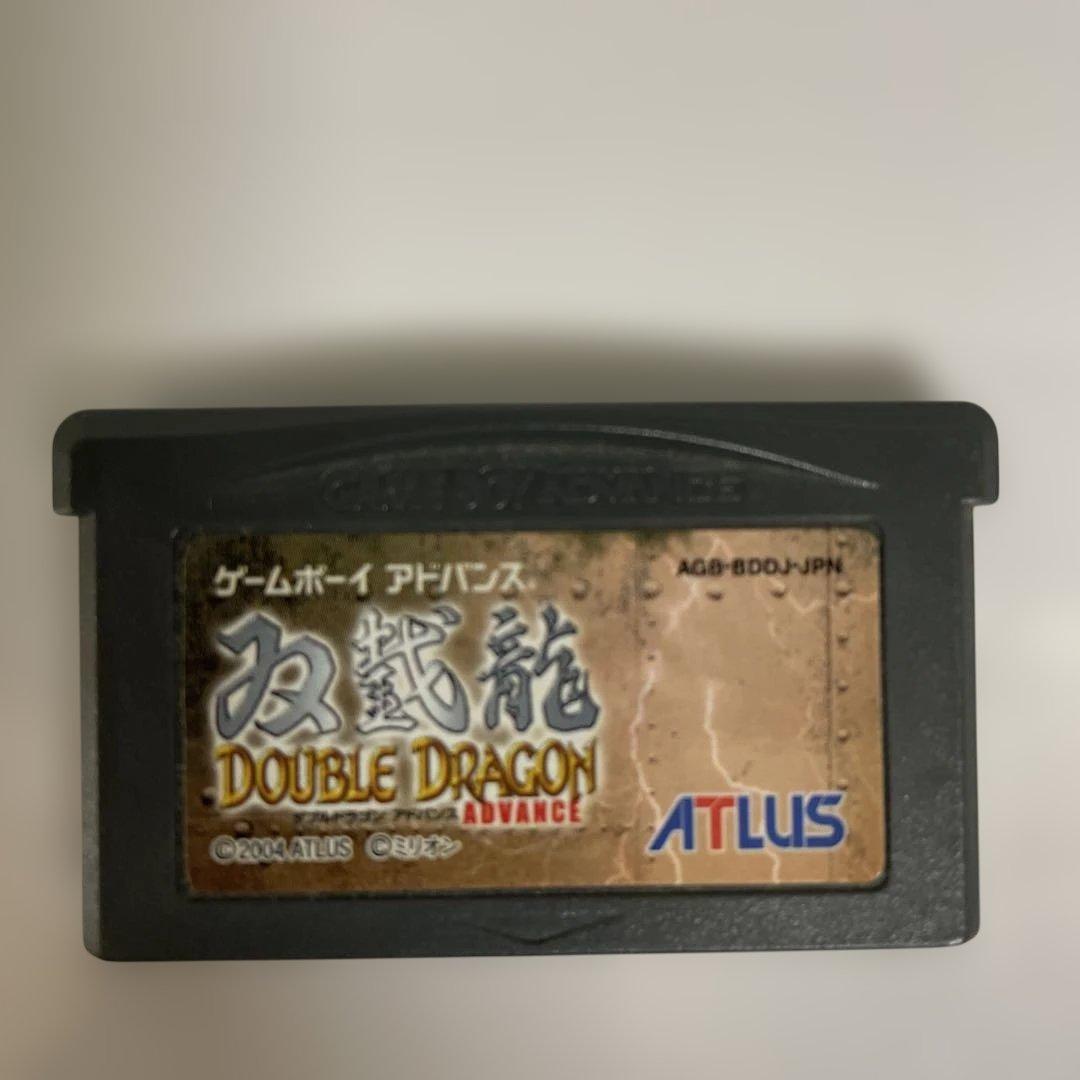 GAME BOY ADVANCE
ゲームボーイ アドバンス
AGB-BDDJ-JPN
双截龍
DOUBLE DRAGON
ダブルドラゴン アドバンス ADVANCE
©2004 ATLUS ©ミリオン
ATLUS